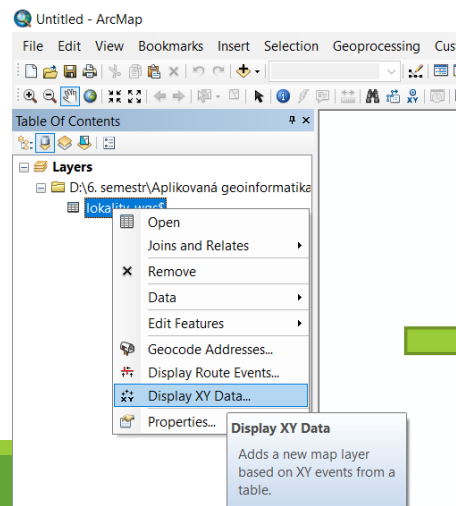 Untitled - ArcMap
File Edit View Bookmarks Insert Selection Geoprocessing
Table Of Contents
Layers
D:\6. semestr\Aplikovaná geoinformatika
lokality_wgs$
Open
Joins and Relates
Remove
Data
Edit Features
Geocode Addresses...
Display Route Events...
Display XY Data...
Properties...
Display XY Data
Adds a new map layer
based on XY events from a
table.